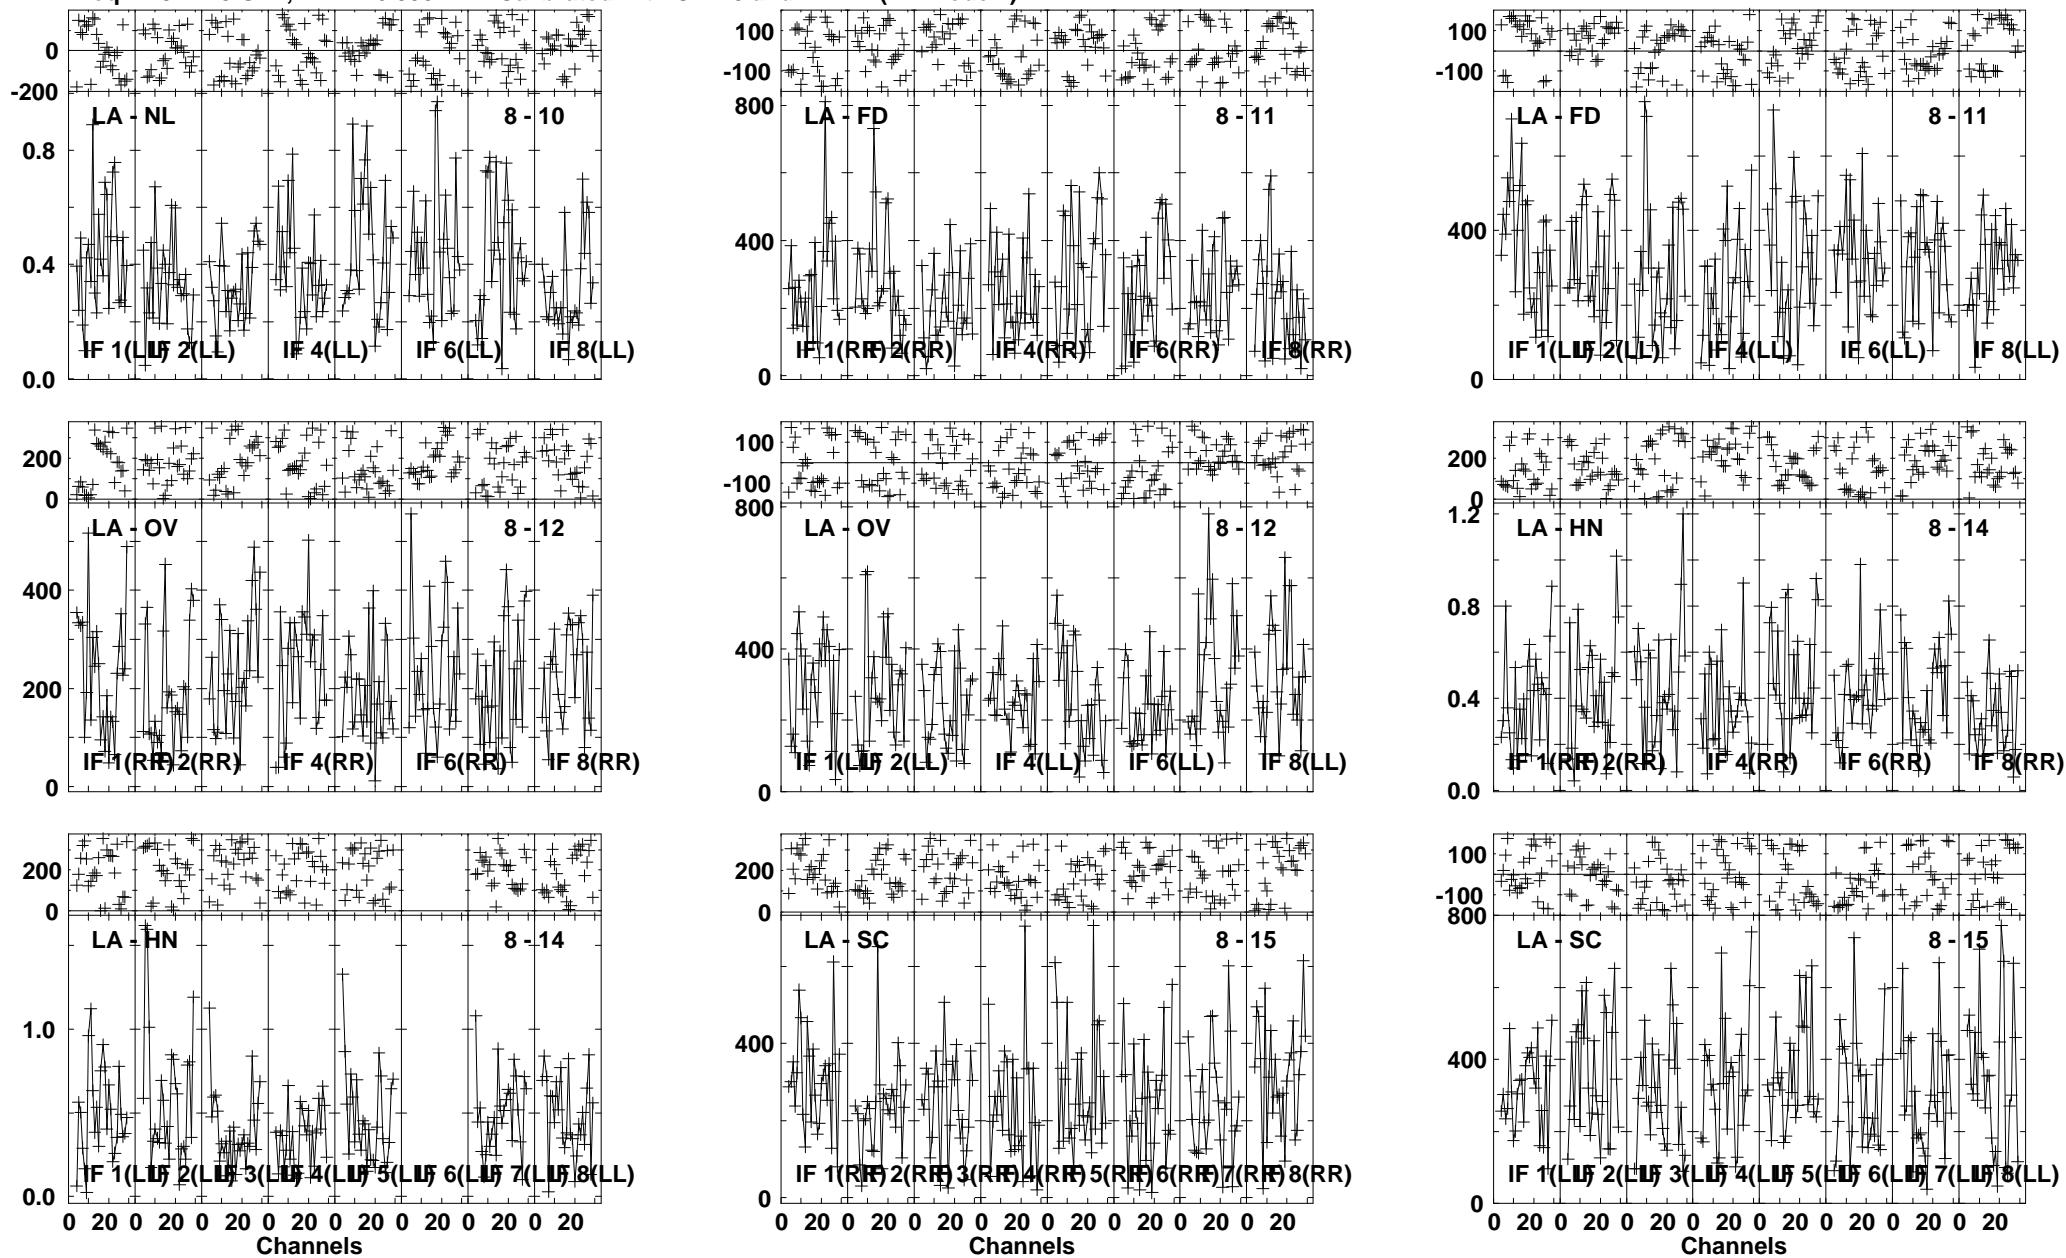 0
-200
LA - NL 8 - 10
0.8
0.4
0.0
IF 1(LL) IF 2(LL) IF 4(LL) IF 6(LL) IF 8(LL)
100
-100
800
LA - FD 8 - 11
400
0
IF 1(RR) IF 2(RR) IF 4(RR) IF 6(RR) IF 8(RR)
100
-100
LA - FD 8 - 11
400
0
IF 1(LL) IF 2(LL) IF 4(LL) IF 6(LL) IF 8(LL)
200
0
LA - OV 8 - 12
400
200
0
IF 1(RR) IF 2(RR) IF 4(RR) IF 6(RR) IF 8(RR)
100
-100
800
LA - OV 8 - 12
400
0
IF 1(LL) IF 2(LL) IF 4(LL) IF 6(LL) IF 8(LL)
200
0
1.2
LA - HN 8 - 14
0.8
0.4
0.0
IF 1(RR) IF 2(RR) IF 4(RR) IF 6(RR) IF 8(RR)
200
0
LA - HN 8 - 14
1.0
0.0
IF 1(LL) IF 2(LL) IF 3(LL) IF 4(LL) IF 5(LL) IF 6(LL) IF 7(LL) IF 8(LL)
0 20 0 20 0 20 0 20 0 20 0 20 0 20 0 20
Channels
200
0
LA - SC 8 - 15
400
0
IF 1(RR) IF 2(RR) IF 3(RR) IF 4(RR) IF 5(RR) IF 6(RR) IF 7(RR) IF 8(RR)
0 20 0 20 0 20 0 20 0 20 0 20 0 20 0 20
Channels
100
-100
800
LA - SC 8 - 15
400
0
IF 1(LL) IF 2(LL) IF 3(LL) IF 4(LL) IF 5(LL) IF 6(LL) IF 7(LL) IF 8(LL)
0 20 0 20 0 20 0 20 0 20 0 20 0 20 0 20
Channels